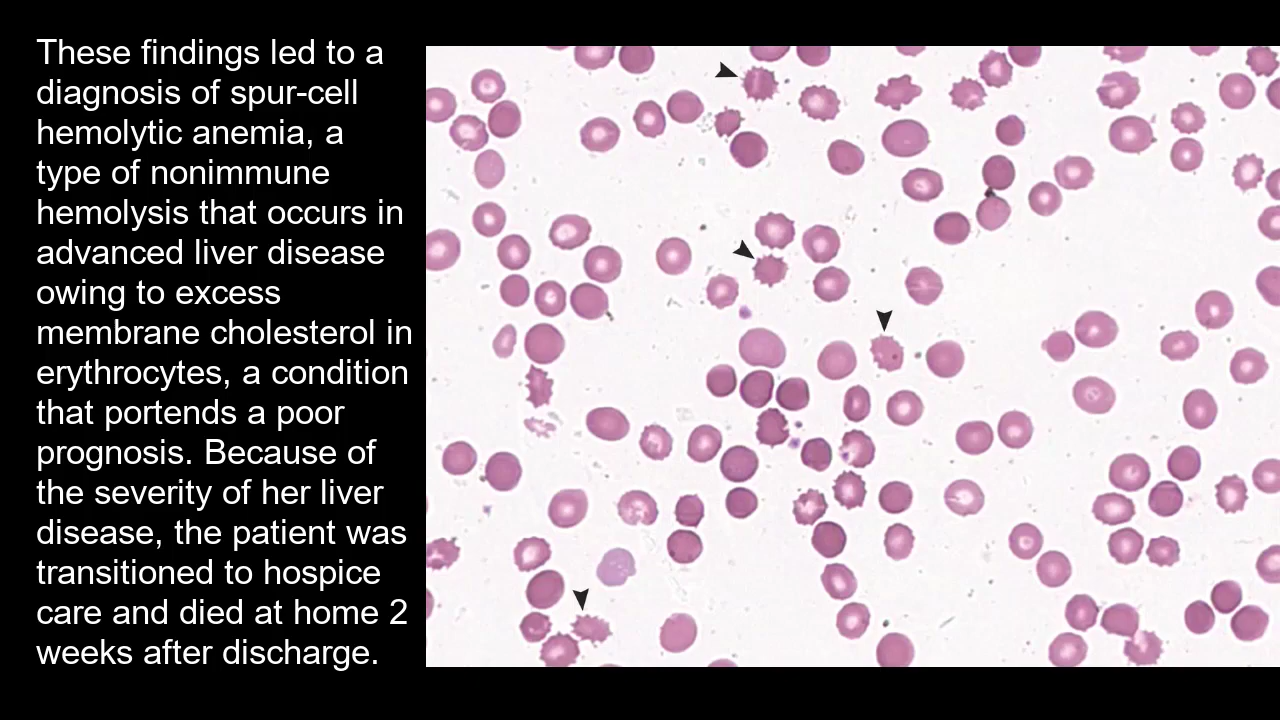 These findings led to a
diagnosis of spur-cell
hemolytic anemia, a
type of nonimmune
hemolysis that occurs in
advanced liver disease
owing to excess
membrane cholesterol in
erythrocytes, a condition
that portends a poor
prognosis. Because of
the severity of her liver
disease, the patient was
transitioned to hospice
care and died at home 2
weeks after discharge.